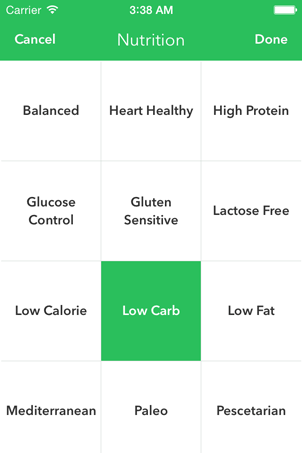 Carrier 3:38 AM
Cancel Nutrition Done
Balanced Heart Healthy High Protein
Glucose Gluten Lactose Free
Control Sensitive
Low Calorie Low Carb Low Fat
Mediterranean Paleo Pescetarian